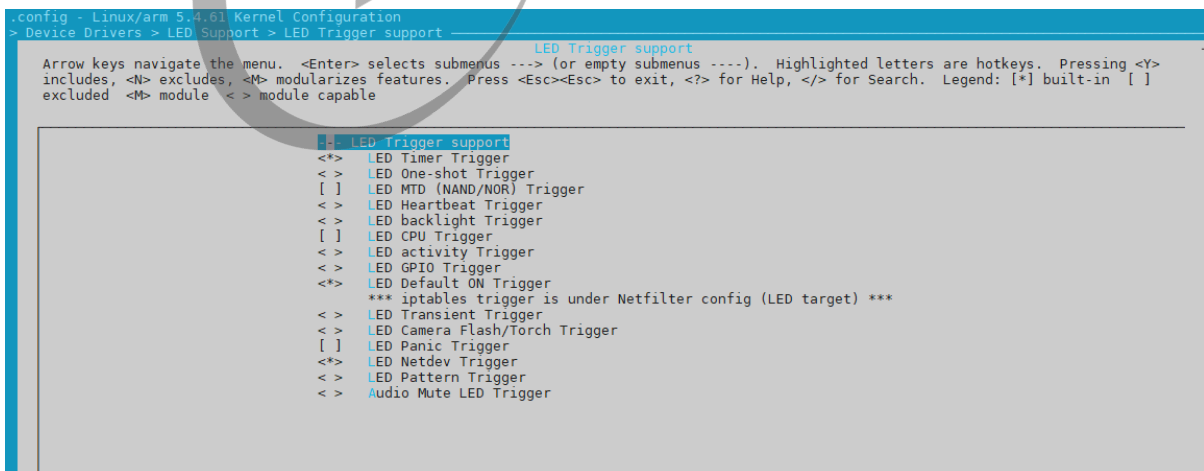 .config - Linux/arm 5.4.61 Kernel Configuration
> Device Drivers > LED Support > LED Trigger support
LED Trigger support
Arrow keys navigate the menu.  <Enter> selects submenus ---> (or empty submenus ----).  Highlighted letters are hotkeys.  Pressing <Y>
includes, <N> excludes, <M> modularizes features.  Press <Esc><Esc> to exit, <?> for Help, </> for Search.  Legend: [*] built-in  [ ]
excluded  <M> module  < > module capable
--- LED Trigger support
<*>   LED Timer Trigger
< >   LED One-shot Trigger
[ ]   LED MTD (NAND/NOR) Trigger
< >   LED Heartbeat Trigger
< >   LED backlight Trigger
[ ]   LED CPU Trigger
< >   LED activity Trigger
< >   LED GPIO Trigger
<*>   LED Default ON Trigger
*** iptables trigger is under Netfilter config (LED target) ***
< >   LED Transient Trigger
< >   LED Camera Flash/Torch Trigger
[ ]   LED Panic Trigger
<*>   LED Netdev Trigger
< >   LED Pattern Trigger
< >   Audio Mute LED Trigger